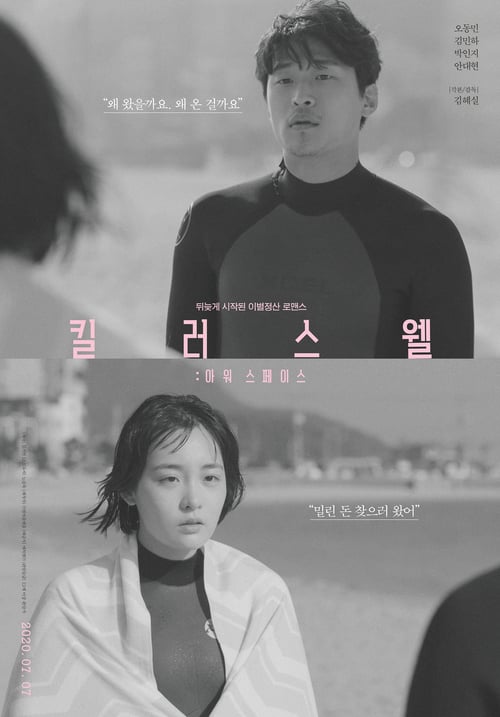 오동민
김민하
박인지
안대현
|각본/감독|
김혜실
“왜 왔을까요. 왜 온 걸까요”
뒤늦게 시작된 이별정산 로맨스
킬러스웰
:아워 스페이스
“밀린 돈 찾으러 왔어”
2020.07.07